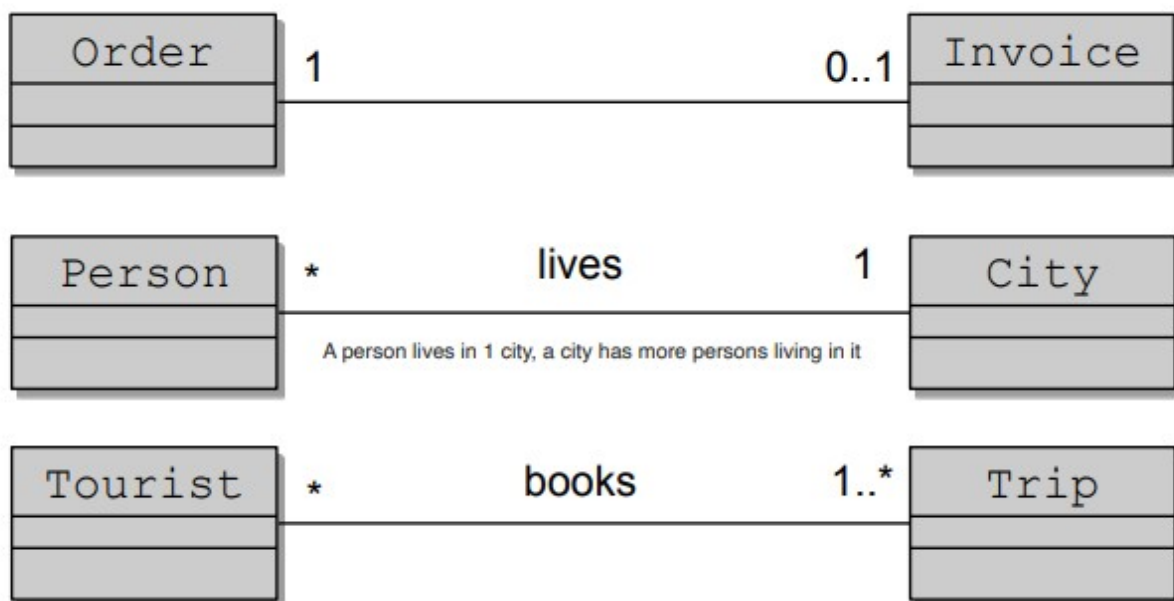 Order 1 0..1 Invoice
Person * lives 1 City
A person lives in 1 city, a city has more persons living in it
Tourist * books 1..* Trip